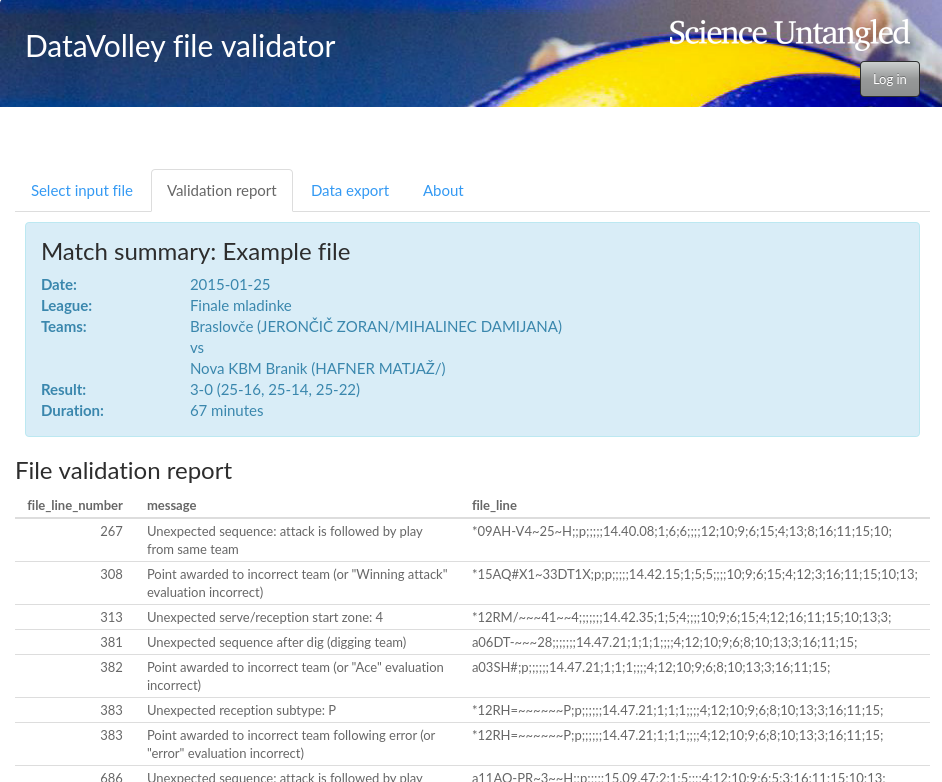 DataVolley file validator
Science Untangled
Log in
Select input file
Validation report
Data export
About
Match summary: Example file
Date: 2015-01-25
League: Finale mladinke
Teams: Braslovče (JERONČIČ ZORAN/MIHALINEC DAMIJANA)
vs
Nova KBM Branik (HAFNER MATJAŽ/)
Result: 3-0 (25-16, 25-14, 25-22)
Duration: 67 minutes
File validation report
file_line_number message file_line
267 Unexpected sequence: attack is followed by play *09AH-V4~25~H;;p;;;;;14.40.08;1;6;6;;;;12;10;9;6;15;4;13;8;16;11;15;10;
from same team
308 Point awarded to incorrect team (or "Winning attack" *15AQ#X1~33DT1X;p;p;;;;;14.42.15;1;5;5;;;;10;9;6;15;4;12;3;16;11;15;10;13;
evaluation incorrect)
313 Unexpected serve/reception start zone: 4 *12RM/~~~41~~4;;;;;;;14.42.35;1;5;4;;;;10;9;6;15;4;12;16;11;15;10;13;3;
381 Unexpected sequence after dig (digging team) a06DT-~~~28;;;;;;;14.47.21;1;1;1;;;;4;12;10;9;6;8;10;13;3;16;11;15;
382 Point awarded to incorrect team (or "Ace" evaluation a03SH#;p;;;;;;14.47.21;1;1;1;;;;4;12;10;9;6;8;10;13;3;16;11;15;
incorrect)
383 Unexpected reception subtype: P *12RH=~~~~~~P;p;;;;;;14.47.21;1;1;1;;;;4;12;10;9;6;8;10;13;3;16;11;15;
383 Point awarded to incorrect team following error (or *12RH=~~~~~~P;p;;;;;;14.47.21;1;1;1;;;;4;12;10;9;6;8;10;13;3;16;11;15;
"error" evaluation incorrect)
686 Unexpected sequence: attack is followed by play a11AO-PR~3~~H;;p;;;;;15.09.47;2;1;5;;;;4;12;10;9;6;5;3;16;11;15;10;13;